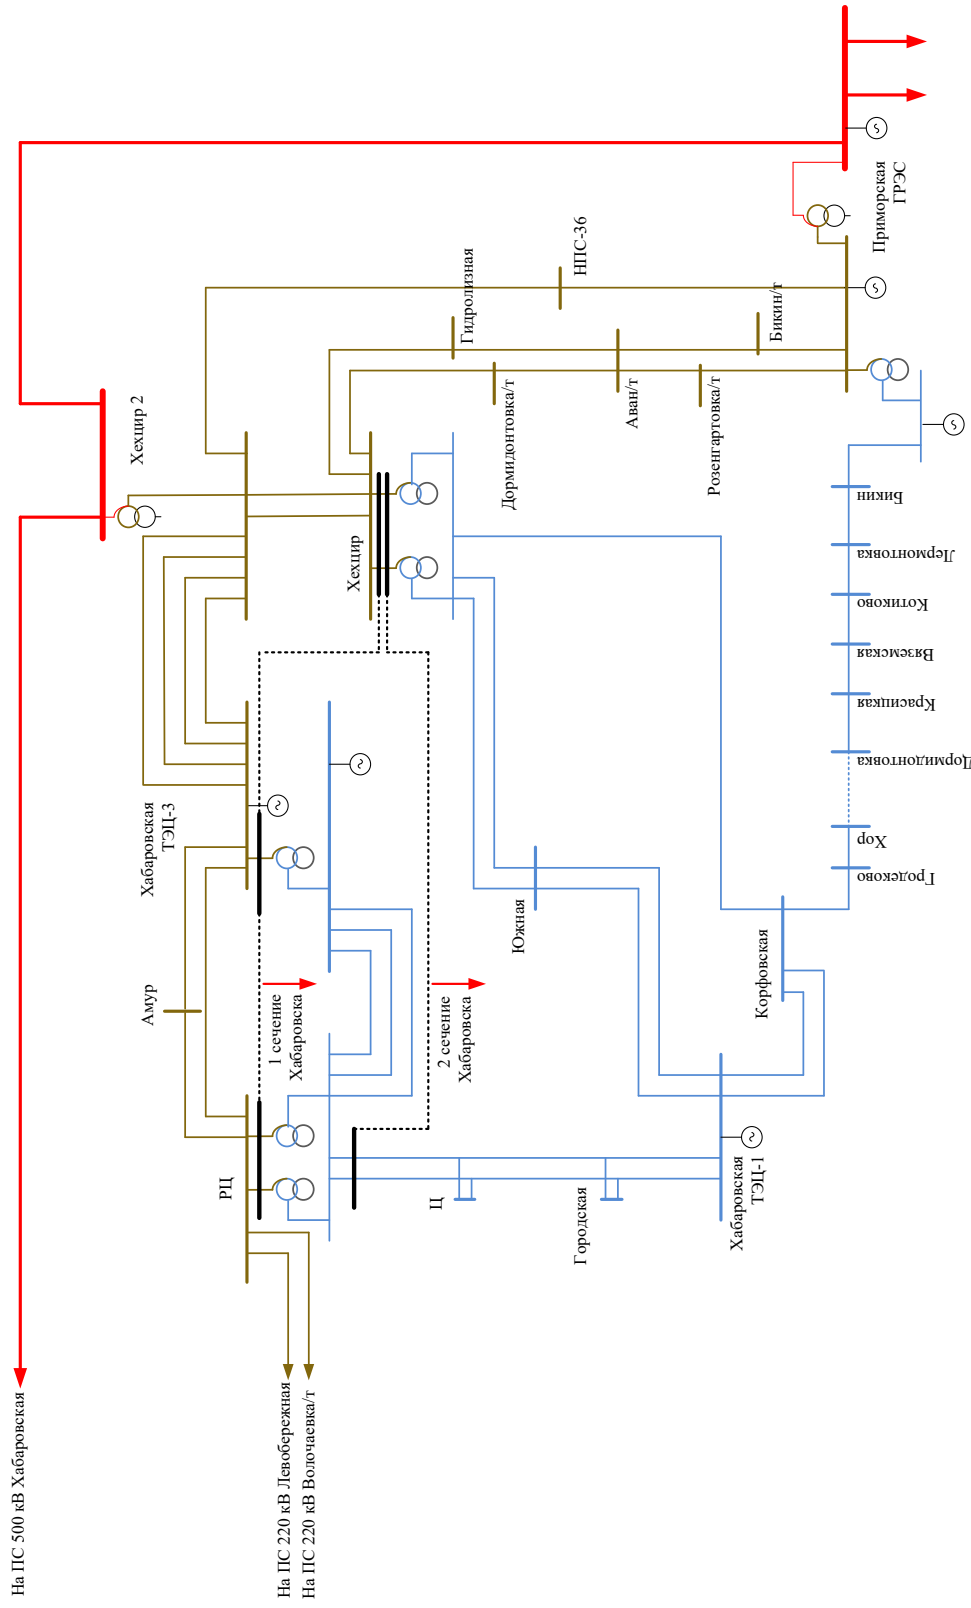 На ПС 500 кВ Хабаровская
На ПС 220 кВ Левобережная
На ПС 220 кВ Волочаевка/т
РЦ
Амур
Хабаровская
ТЭЦ-3
Хехцир 2
Хехцир
1 сечение
Хабаровска
2 сечение
Хабаровска
Ц
Городская
Хабаровская
ТЭЦ-1
Южная
Корфовская
Гидролизная
НПС-36
Дормидонтовка/т
Аван/т
Розенгартовка/т
Бикин/т
Приморская
ГРЭС
Бикин
Лермонтовка
Котиково
Вяземская
Красицкая
Дормидонтовка
Хор
Гродеково